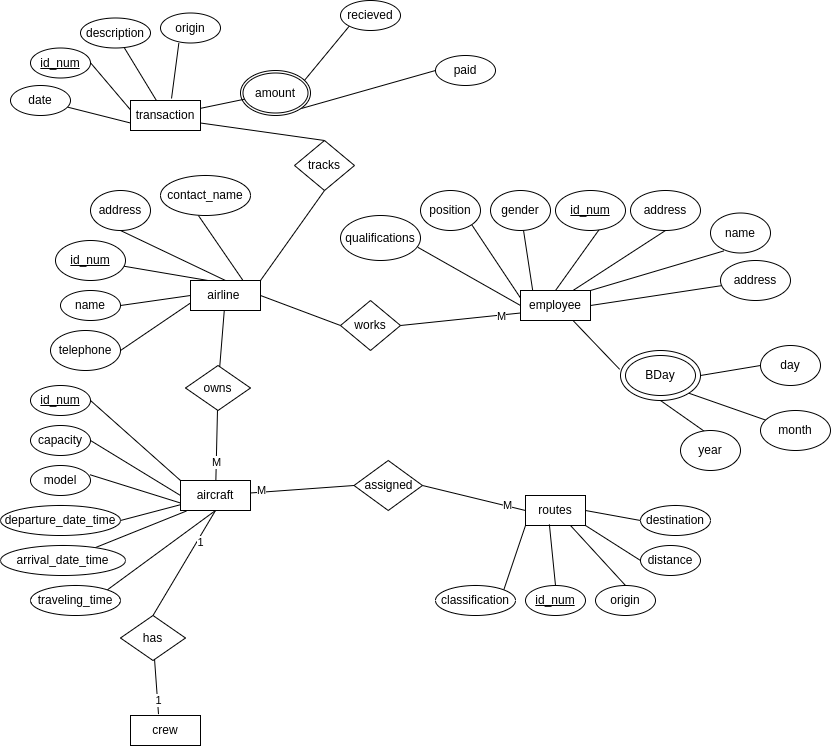 recieved
origin
description
id_num
paid
amount
date
transaction
tracks
contact_name
address
position
gender
id_num
address
name
qualifications
id_num
address
airline
name
employee
works
M
telephone
BDay
day
owns
id_num
month
capacity
year
M
model
assigned
aircraft
M
M
routes
departure_date_time
destination
1
arrival_date_time
distance
traveling_time
classification
id_num
origin
has
1
crew